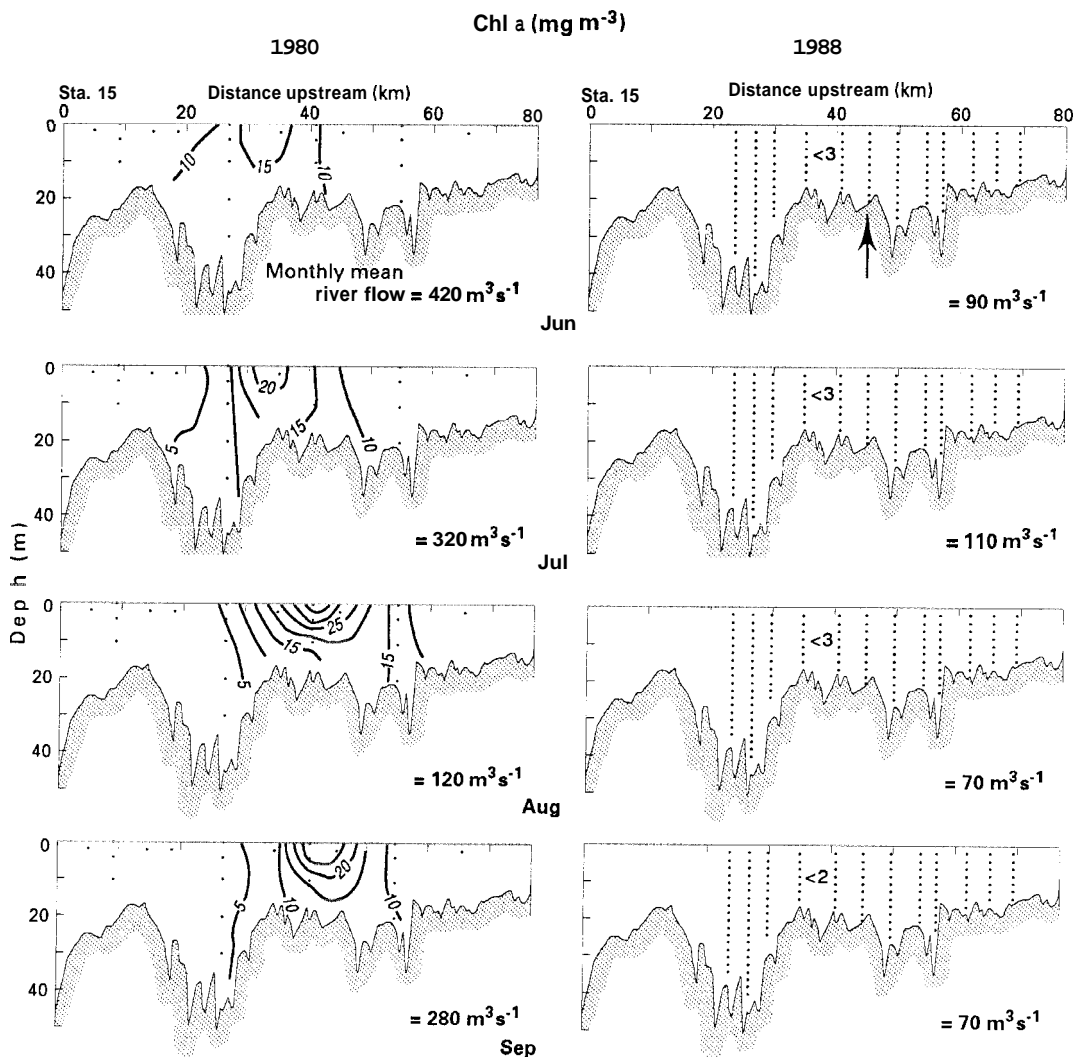 Chl a (mg m-3)
1980 1988
Sta. 15 Distance upstream (km) Sta. 15 Distance upstream (km)
0 20 40 60 80 0 20 40 60 80
0
20
40
10 15 10
<3
Monthly mean
river flow = 420 m3s-1
= 90 m3s-1
Jun
0
20
40
5 20 15 10
<3
= 320 m3s-1
= 110 m3s-1
Jul
Dep h (m)
0
20
40
5 15 25 15
<3
= 120 m3s-1
= 70 m3s-1
Aug
0
20
40
5 10 20 10
<2
= 280 m3s-1
= 70 m3s-1
Sep